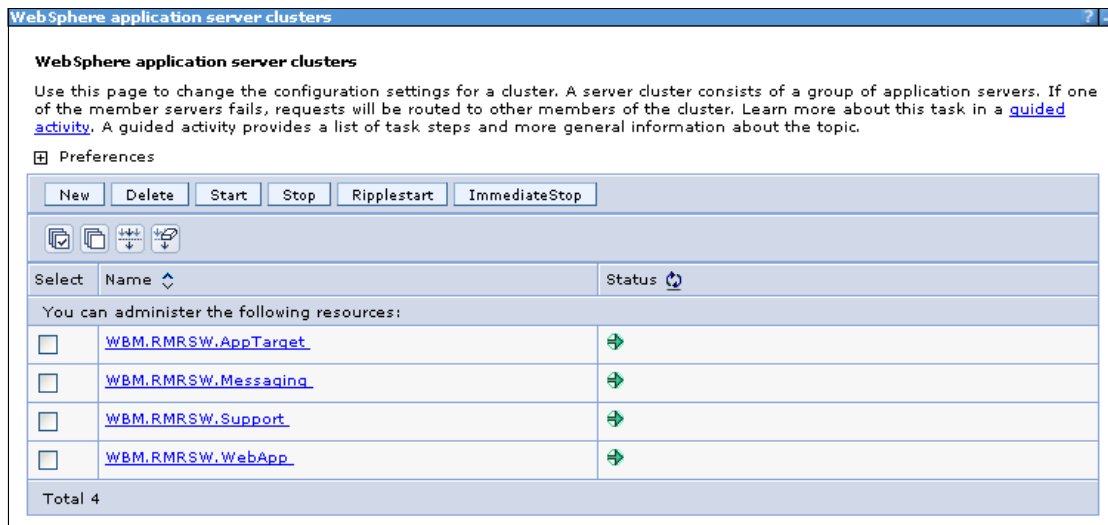 WebSphere application server clusters
?
WebSphere application server clusters
Use this page to change the configuration settings for a cluster. A server cluster consists of a group of application servers. If one
of the member servers fails, requests will be routed to other members of the cluster. Learn more about this task in a guided
activity. A guided activity provides a list of task steps and more general information about the topic.
Preferences
New Delete Start Stop Ripplestart ImmediateStop
Select Name Status
You can administer the following resources:
WBM.RMRSW.AppTarget
WBM.RMRSW.Messaging
WBM.RMRSW.Support
WBM.RMRSW.WebApp
Total 4